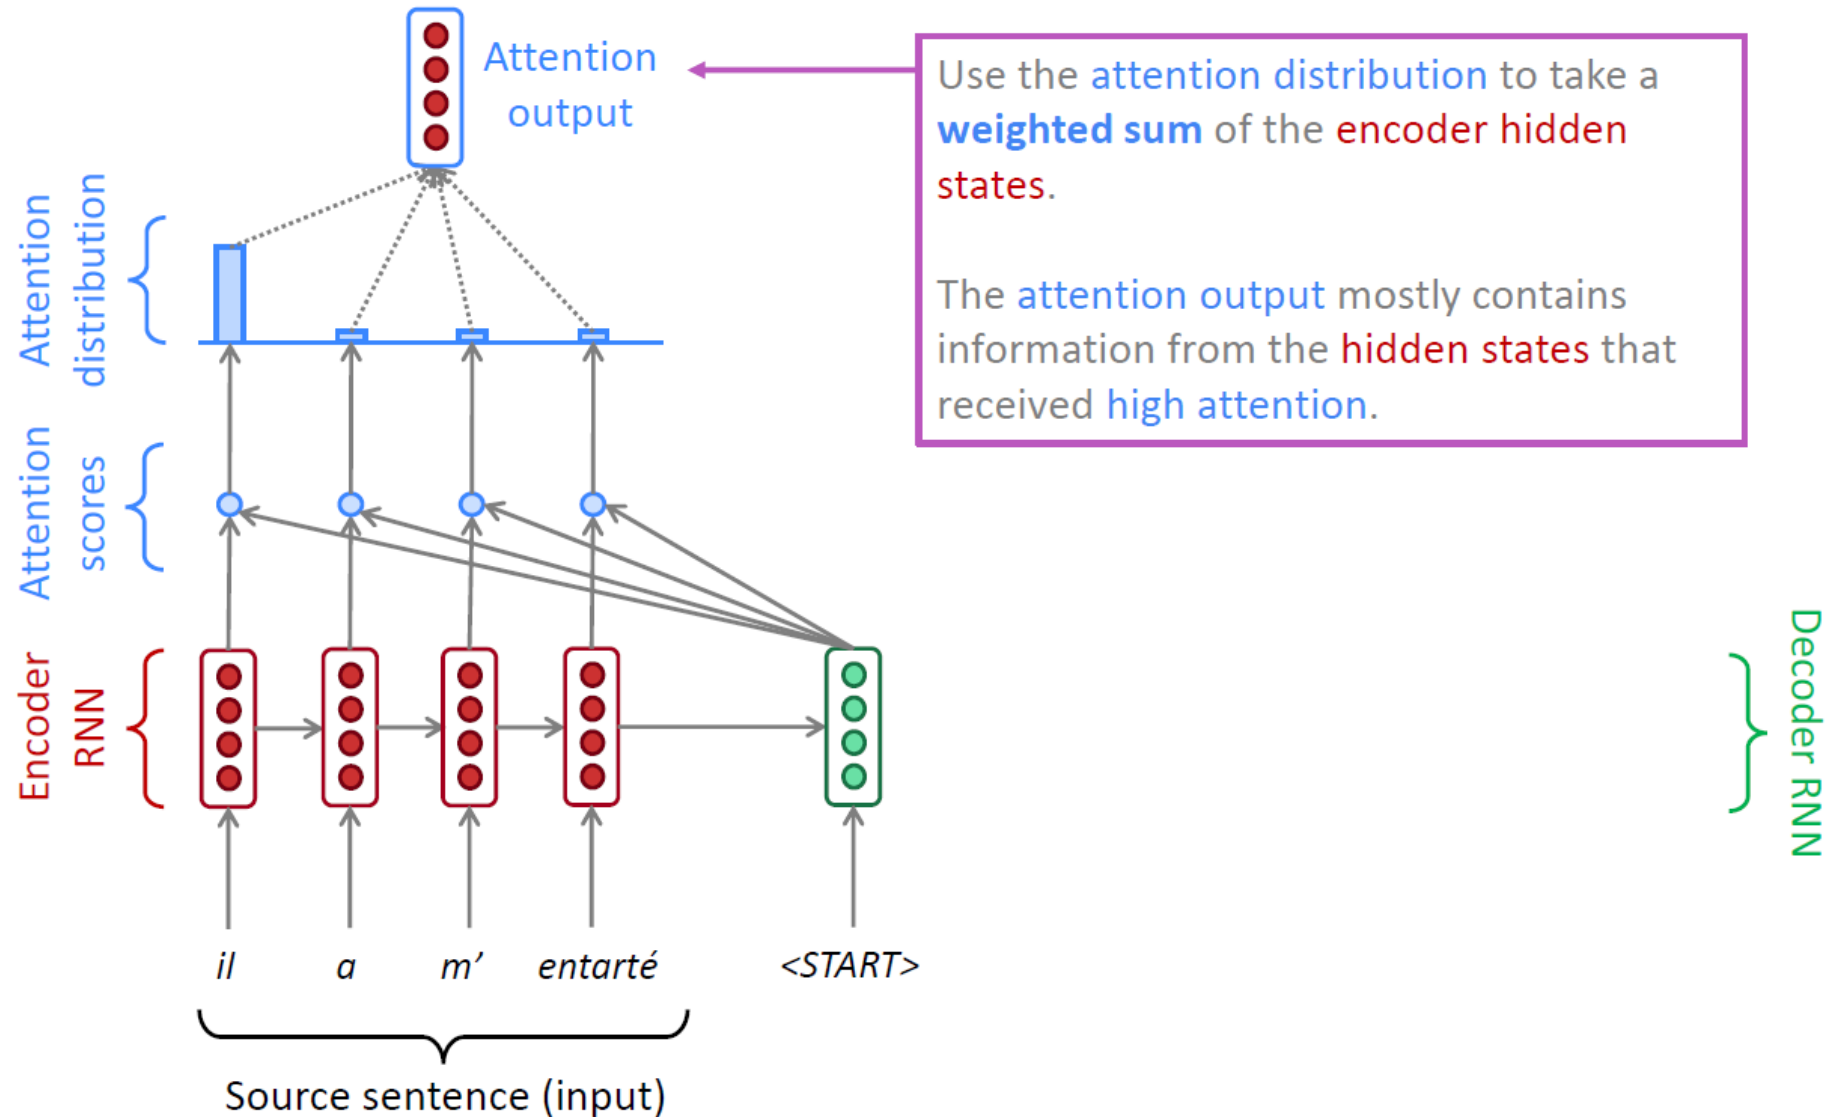 Attention
output
Use the attention distribution to take a
weighted sum of the encoder hidden
states.
The attention output mostly contains
information from the hidden states that
received high attention.
Attention
distribution
Attention
scores
Encoder
RNN
Decoder RNN
il a m’ entarté <START>
Source sentence (input)